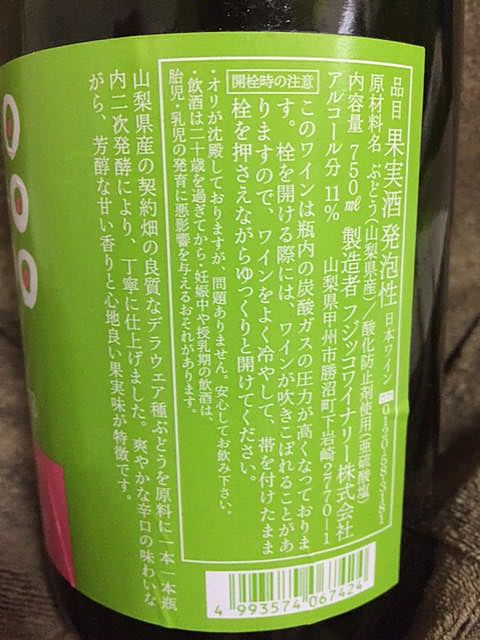 品目 果実酒 発泡性 日本ワイン
原材料名 ぶどう(山梨県産)/酸化防止剤使用(亜硫酸塩)
内容量 750㎖ 製造者 フジッコワイナリー株式会社
アルコール分 11% 山梨県甲州市勝沼町下岩崎2770-1
開栓時の注意
このワインは瓶内の炭酸ガスの圧力が高くなっておりま
す。栓を開ける際には、ワインが吹きこぼれることがあ
りますので、ワインをよく冷やして、帯を付けたまま
栓を押さえながらゆっくりと開けてください。
・オリが沈殿しておりますが、問題ありません。安心してお飲み下さい。
・飲酒は二十歳を過ぎてから・妊娠中や授乳期の飲酒は、
胎児・乳児の発育に悪影響を与えるおそれがあります。
山梨県産の契約畑の良質なデラウェア種ぶどうを原料に一本一本瓶
内二次発酵により、丁寧に仕上げました。爽やかな辛口の味わいな
がら、芳醇な甘い香りと心地良い果実味が特徴です。
4 993574 067424